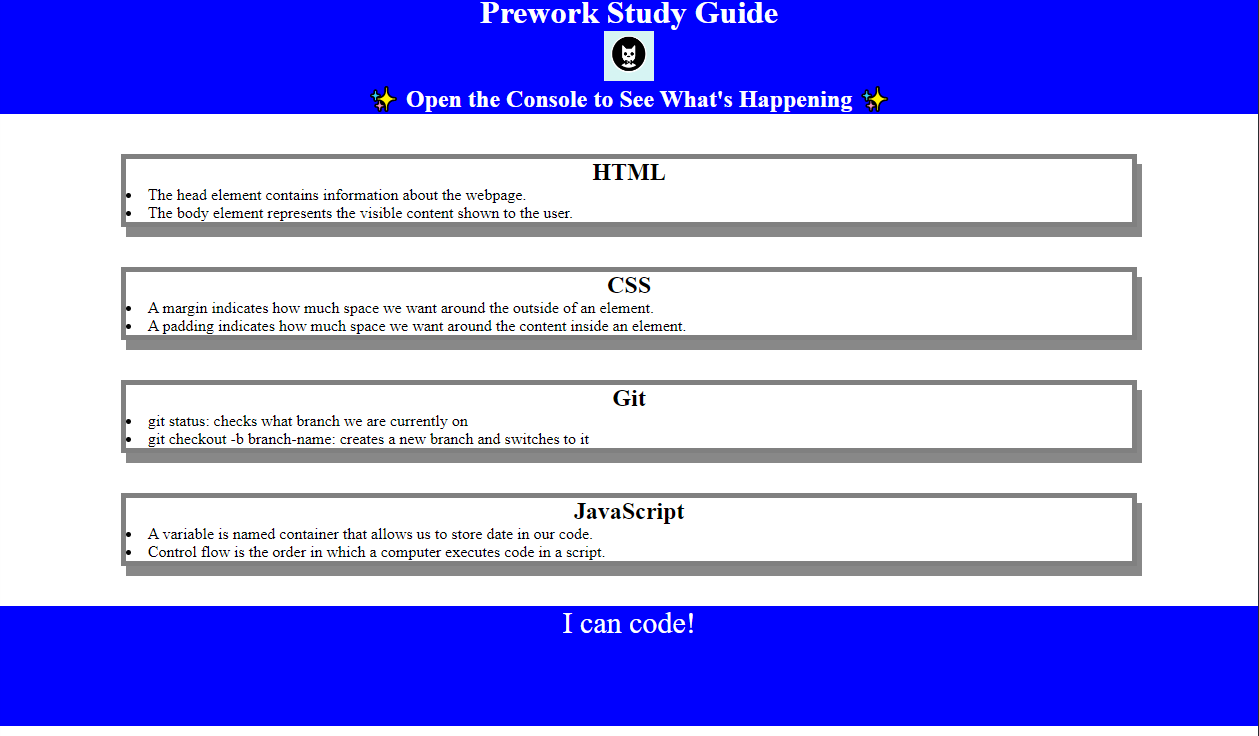 Prework Study Guide
✨ Open the Console to See What's Happening ✨
HTML
• The head element contains information about the webpage.
• The body element represents the visible content shown to the user.
CSS
• A margin indicates how much space we want around the outside of an element.
• A padding indicates how much space we want around the content inside an element.
Git
• git status: checks what branch we are currently on
• git checkout -b branch-name: creates a new branch and switches to it
JavaScript
• A variable is named container that allows us to store date in our code.
• Control flow is the order in which a computer executes code in a script.
I can code!